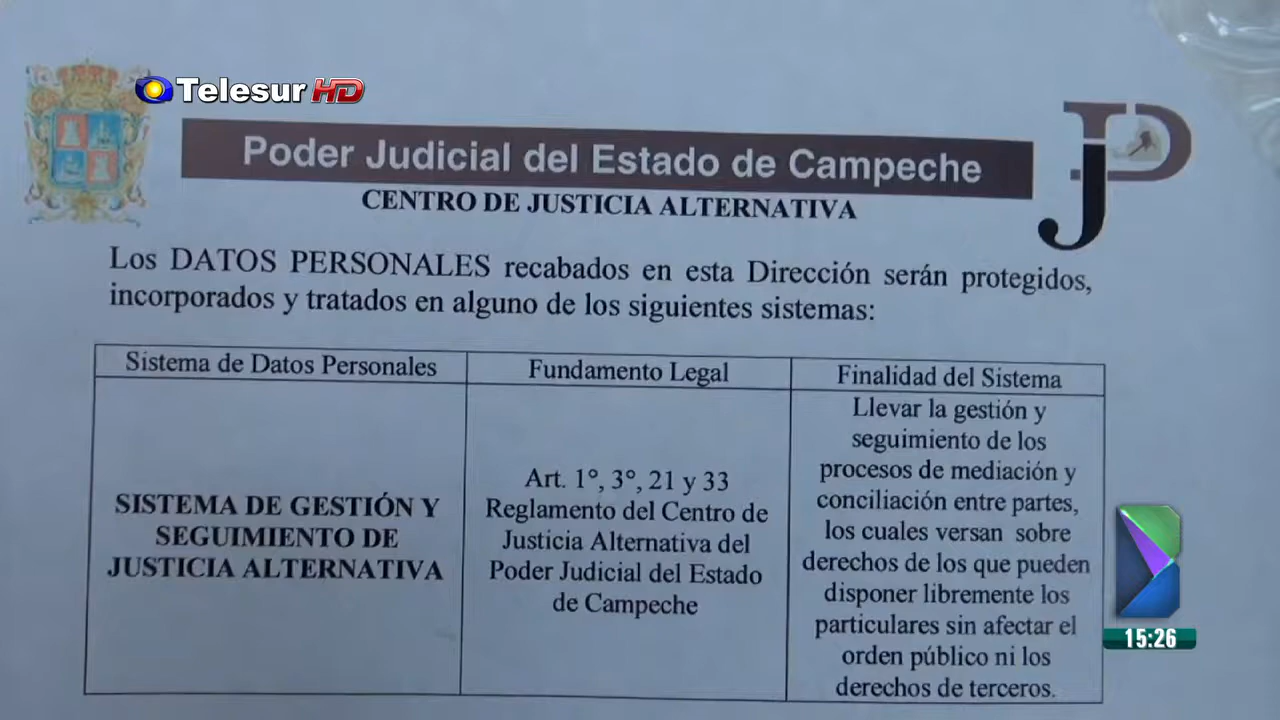 Telesur HD
Poder Judicial del Estado de Campeche
CENTRO DE JUSTICIA ALTERNATIVA
JP
Los DATOS PERSONALES recabados en esta Dirección serán protegidos,
incorporados y tratados en alguno de los siguientes sistemas:
Sistema de Datos Personales
Fundamento Legal
Finalidad del Sistema
SISTEMA DE GESTIÓN Y
SEGUIMIENTO DE
JUSTICIA ALTERNATIVA
Art. 1°, 3°, 21 y 33
Reglamento del Centro de
Justicia Alternativa del
Poder Judicial del Estado
de Campeche
Llevar la gestión y
seguimiento de los
procesos de mediación y
conciliación entre partes,
los cuales versan sobre
derechos de los que pueden
disponer libremente los
particulares sin afectar el
orden público ni los
derechos de terceros.
15:26